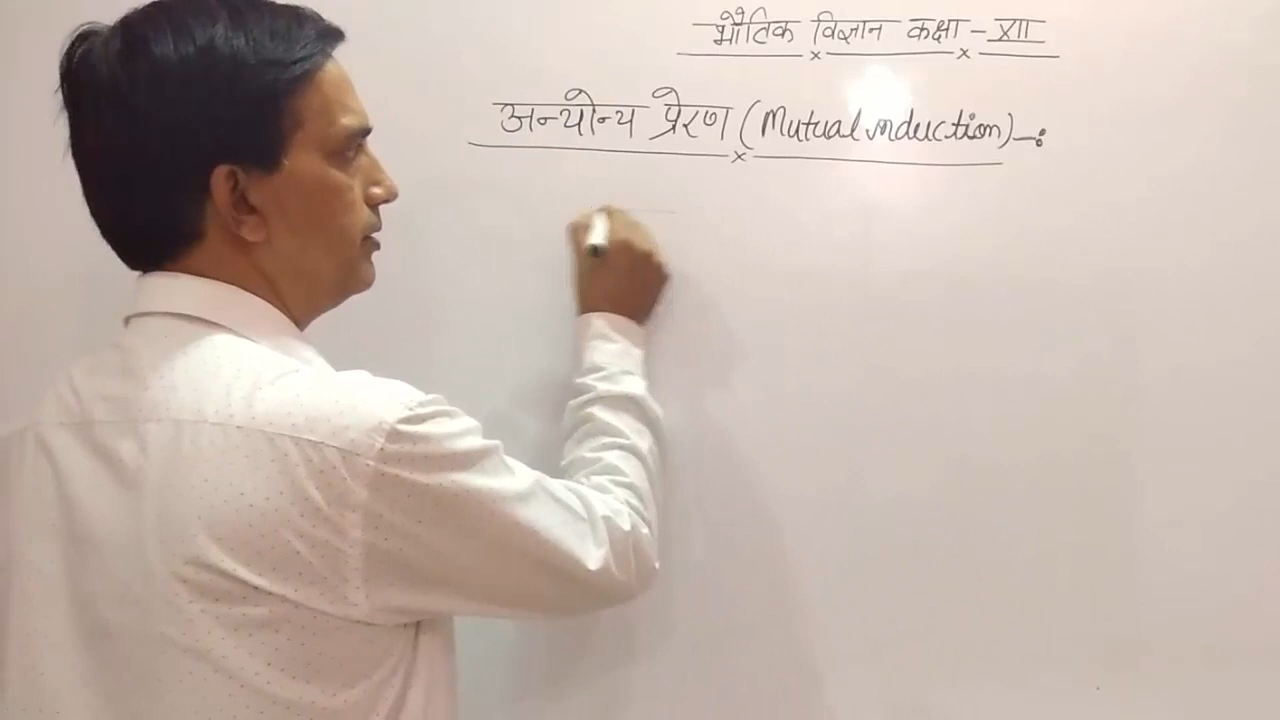 भौतिक विज्ञान कक्षा - XII
अन्योन्य प्रेरण (Mutual induction) -: